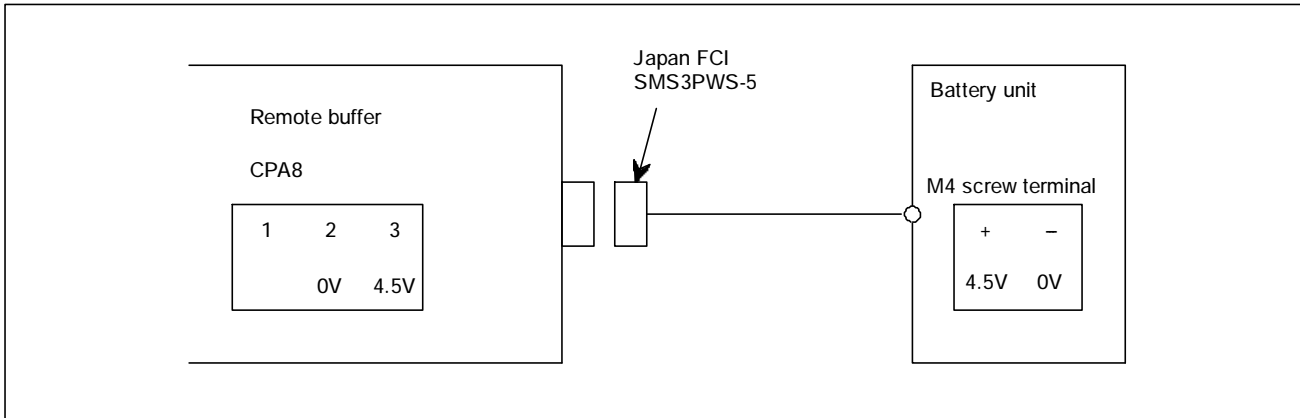 Japan FCI
SMS3PWS-5
Remote buffer
CPA8
1 2 3
0V 4.5V
Battery unit
M4 screw terminal
+ −
4.5V 0V